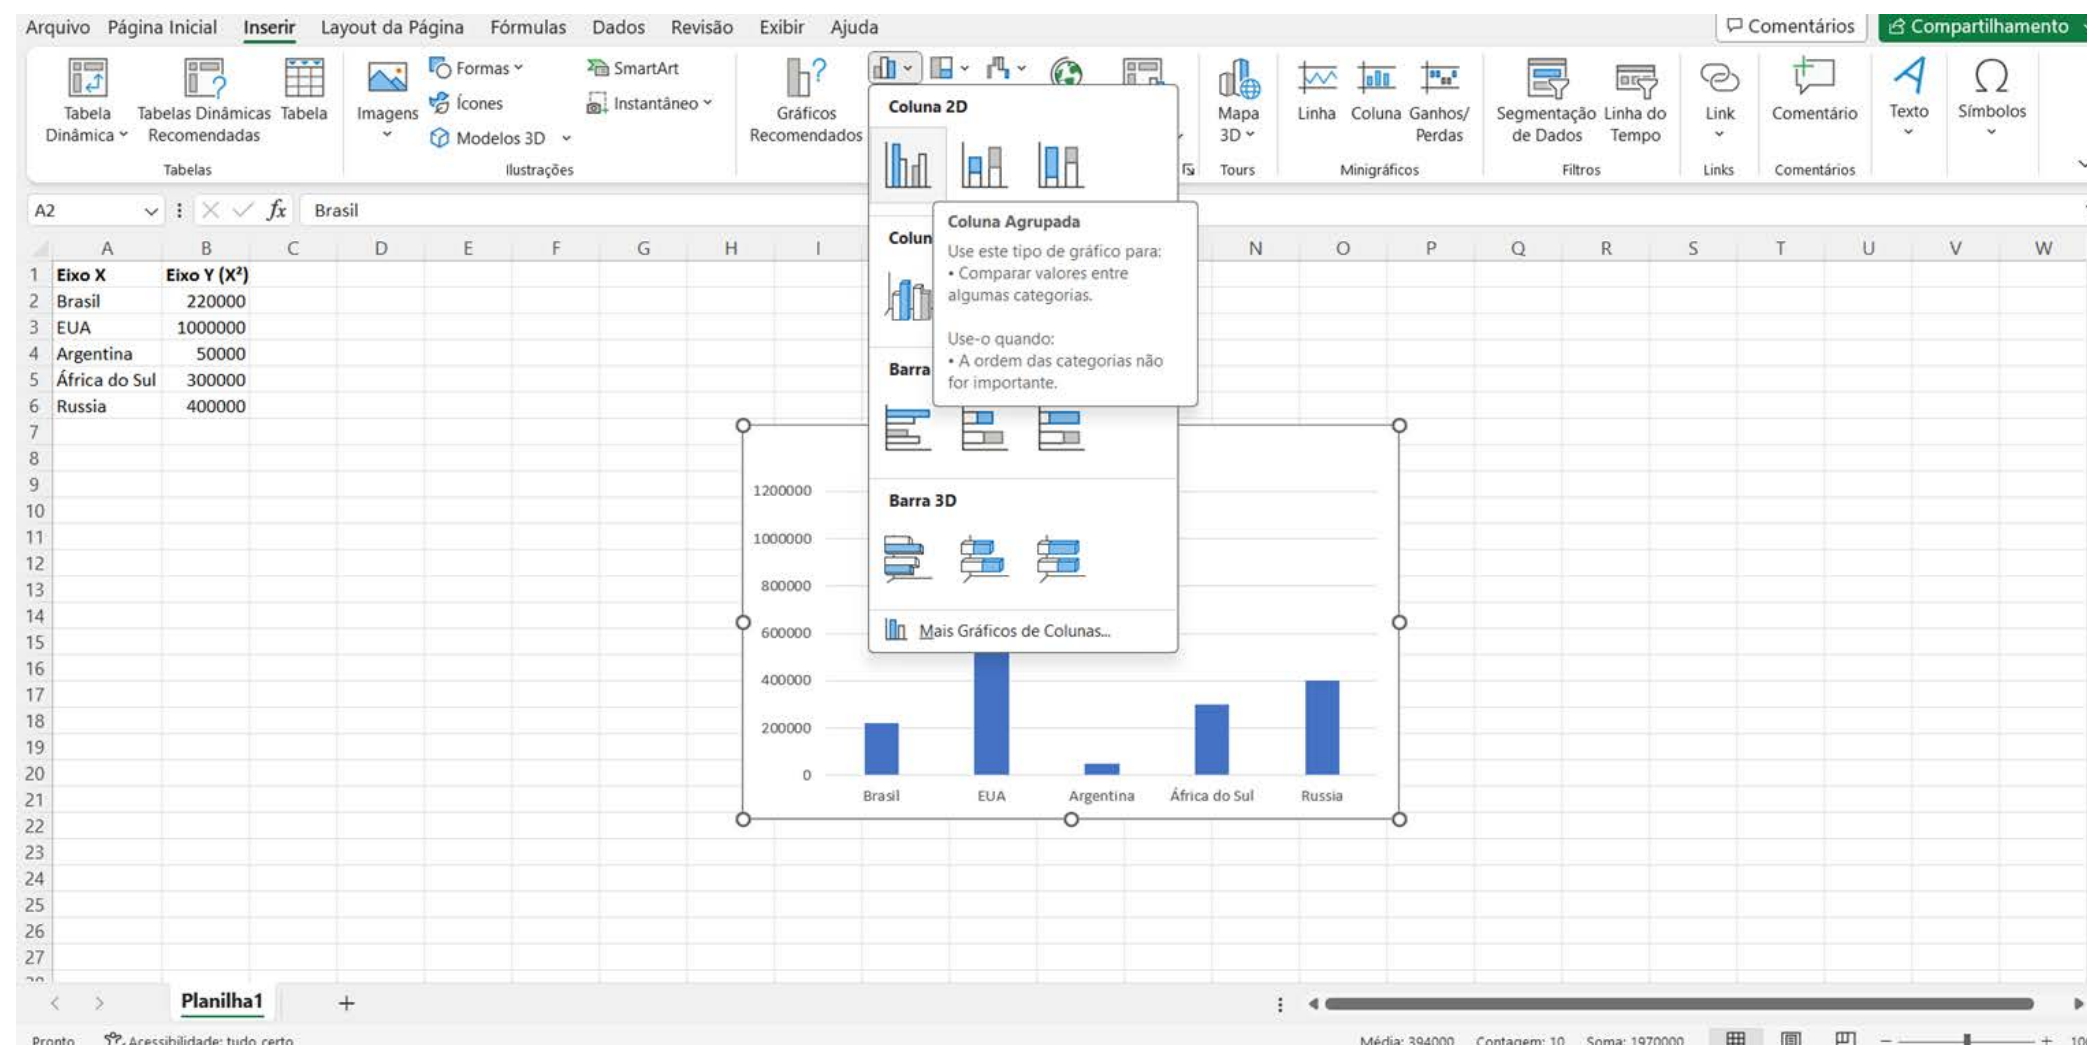 Arquivo Página Inicial Inserir Layout da Página Fórmulas Dados Revisão Exibir Ajuda Comentários Compartilhamento
Tabela Dinâmica
Tabelas Dinâmicas Recomendadas
Tabela
Tabelas
Imagens
Formas
Ícones
Modelos 3D
SmartArt
Instantâneo
Ilustrações
Gráficos Recomendados
Mapa 3D
Tours
Linha
Coluna
Ganhos/ Perdas
Minigráficos
Segmentação de Dados
Linha do Tempo
Filtros
Link
Links
Comentário
Comentários
Texto
Símbolos
A2 fx Brasil
A B C D E F G H I N O P Q R S T U V W
1 Eixo X Eixo Y (X²)
2 Brasil 220000
3 EUA 1000000
4 Argentina 50000
5 África do Sul 300000
6 Russia 400000
7
8
9
10
11
12
13
14
15
16
17
18
19
20
21
22
23
24
25
26
27
Coluna 2D
Colun
Barra
Coluna Agrupada
Use este tipo de gráfico para:
• Comparar valores entre
algumas categorias.
Use-o quando:
• A ordem das categorias não
for importante.
Barra 3D
Mais Gráficos de Colunas...
1200000
1000000
800000
600000
400000
200000
0
Brasil EUA Argentina África do Sul Russia
Planilha1
Pronto Acessibilidade: tudo certo Média: 394000 Contagem: 10 Soma: 1970000